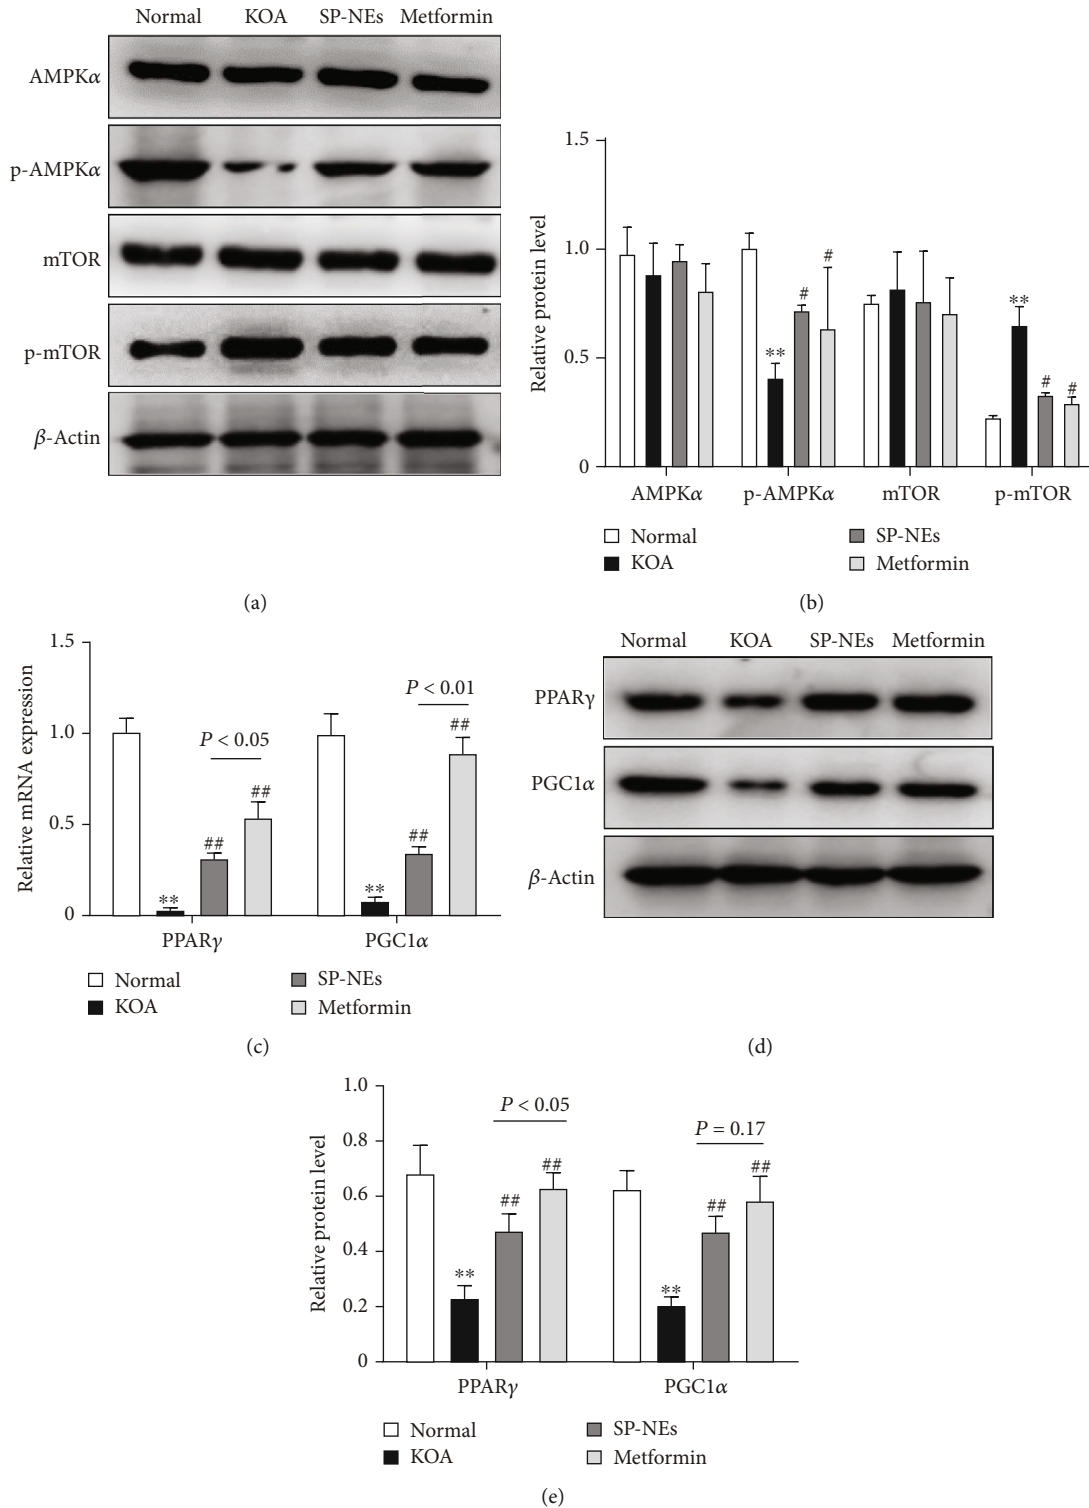 Normal KOA SP-NEs Metformin
AMPKα
p-AMPKα
mTOR
p-mTOR
β-Actin
(a)
Relative protein level
1.5
1.0
0.5
0
** # # ** # #
AMPKα p-AMPKα mTOR p-mTOR
Normal SP-NEs
KOA Metformin
(b)
Relative mRNA expression
1.5
1.0
0.5
0
P < 0.05
P < 0.01
** ## ## ** ## ##
PPARγ PGC1α
Normal SP-NEs
KOA Metformin
(c)
Normal KOA SP-NEs Metformin
PPARγ
PGC1α
β-Actin
(d)
Relative protein level
1.0
0.8
0.6
0.4
0.2
0
P < 0.05
P = 0.17
** ## ## ** ## ##
PPARγ PGC1α
Normal SP-NEs
KOA Metformin
(e)